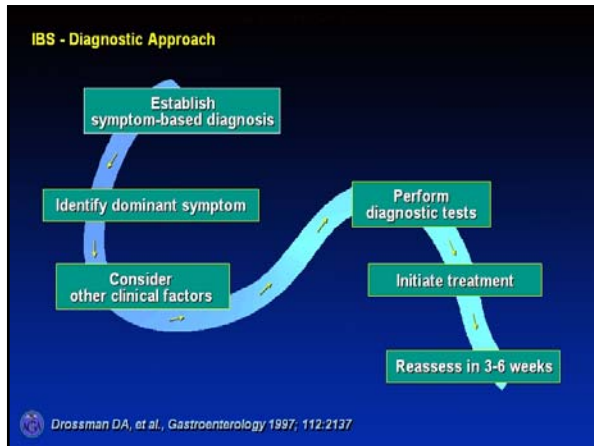 IBS - Diagnostic Approach
Establish
symptom-based diagnosis
Identify dominant symptom
Consider
other clinical factors
Perform
diagnostic tests
Initiate treatment
Reassess in 3-6 weeks
Drossman DA, et al., Gastroenterology 1997; 112:2137